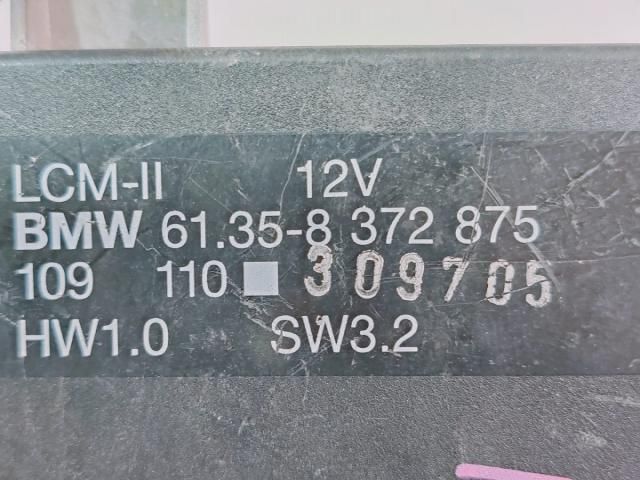 LCM-II 12V
BMW 61.35-8 372 875
109 110 309705
HW1.0 SW3.2